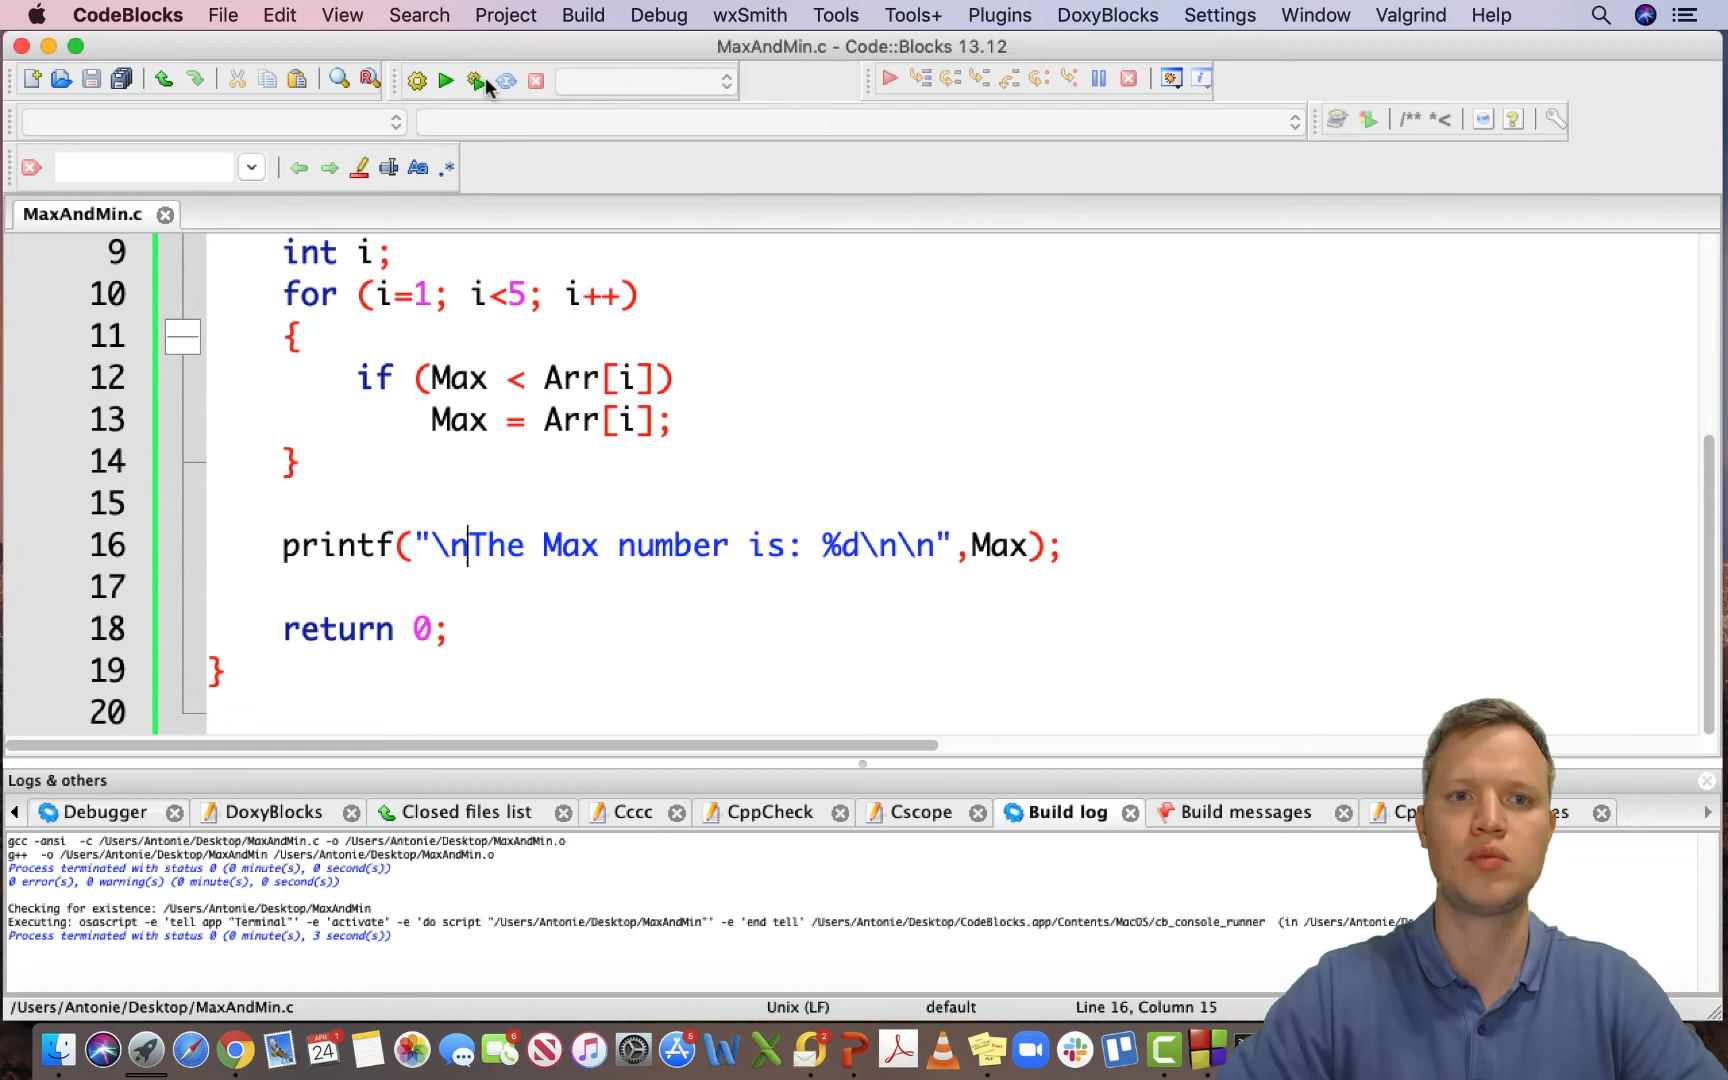 CodeBlocks File Edit View Search Project Build Debug wxSmith Tools Tools+ Plugins DoxyBlocks Settings Window Valgrind Help
MaxAndMin.c - Code::Blocks 13.12
/** *<
Aa .*
MaxAndMin.c
9 int i;
10 for (i=1; i<5; i++)
11 {
12 if (Max < Arr[i])
13 Max = Arr[i];
14 }
15
16 printf("\nThe Max number is: %d\n\n",Max);
17
18 return 0;
19 }
20
Logs & others
Debugger DoxyBlocks Closed files list Cccc CppCheck Cscope Build log Build messages
gcc -ansi -c /Users/Antonie/Desktop/MaxAndMin.c -o /Users/Antonie/Desktop/MaxAndMin.o
g++ -o /Users/Antonie/Desktop/MaxAndMin /Users/Antonie/Desktop/MaxAndMin.o
Process terminated with status 0 (0 minute(s), 0 second(s))
0 error(s), 0 warning(s) (0 minute(s), 0 second(s))
Checking for existence: /Users/Antonie/Desktop/MaxAndMin
Executing: osascript -e 'tell app "Terminal"' -e 'activate' -e 'do script "/Users/Antonie/Desktop/MaxAndMin"' -e 'end tell' /Users/Antonie/Desktop/CodeBlocks.app/Contents/MacOS/cb_console_runner (in /Users/Antonie/
Process terminated with status 0 (0 minute(s), 3 second(s))
/Users/Antonie/Desktop/MaxAndMin.c Unix (LF) default Line 16, Column 15
APR 24 1 6 5 2